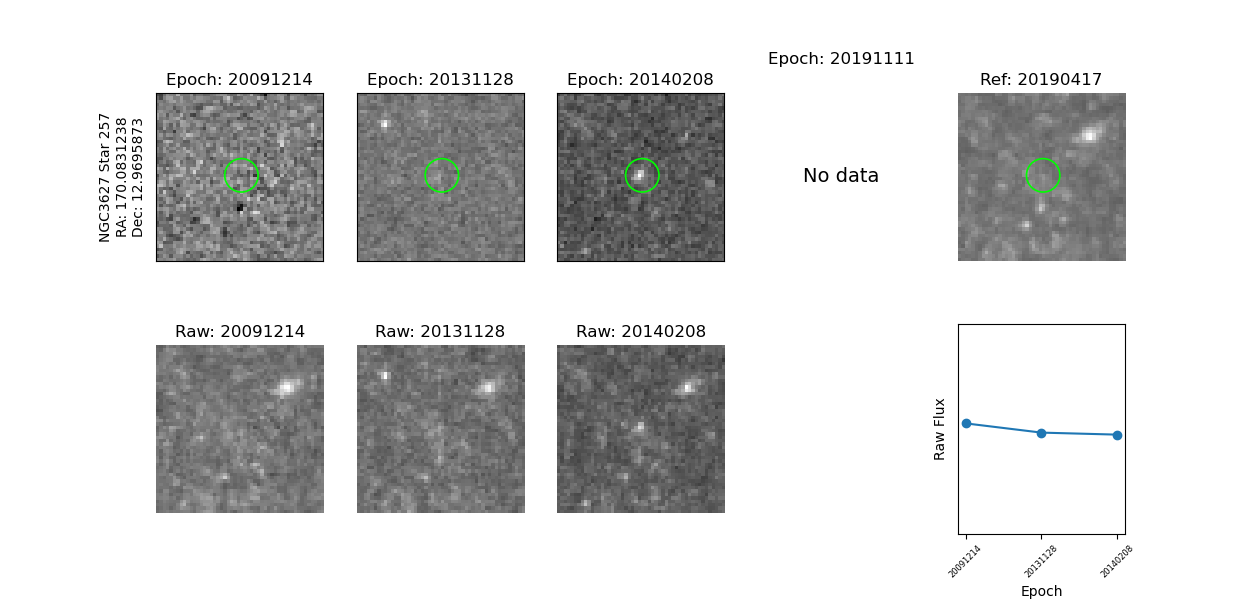 Epoch: 20191111
Epoch: 20091214
Epoch: 20131128
Epoch: 20140208
Ref: 20190417
NGC3627 Star 257
RA: 170.0831238
Dec: 12.9695873
No data
Raw: 20091214
Raw: 20131128
Raw: 20140208
Raw Flux
20091214
20131128
20140208
Epoch